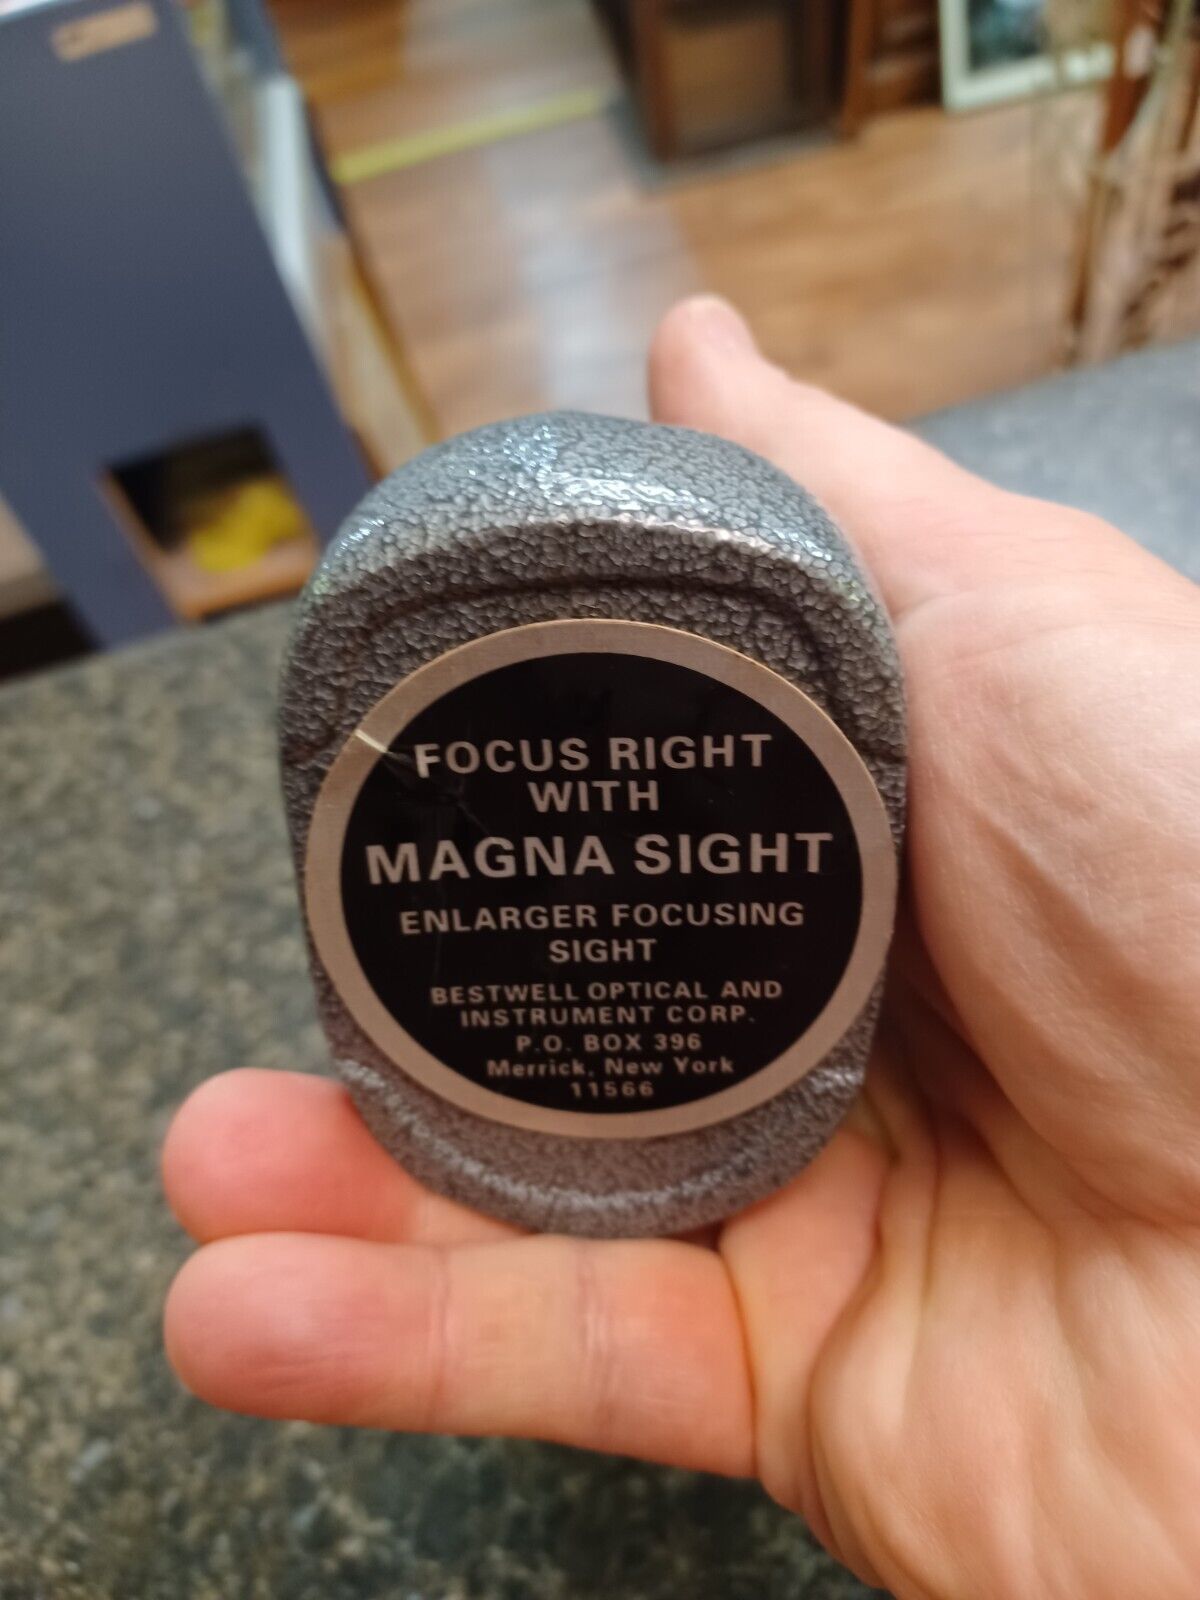 FOCUS RIGHT
WITH
MAGNA SIGHT
ENLARGER FOCUSING
SIGHT
BESTWELL OPTICAL AND
INSTRUMENT CORP.
P.O. BOX 396
Merrick, New York
11566